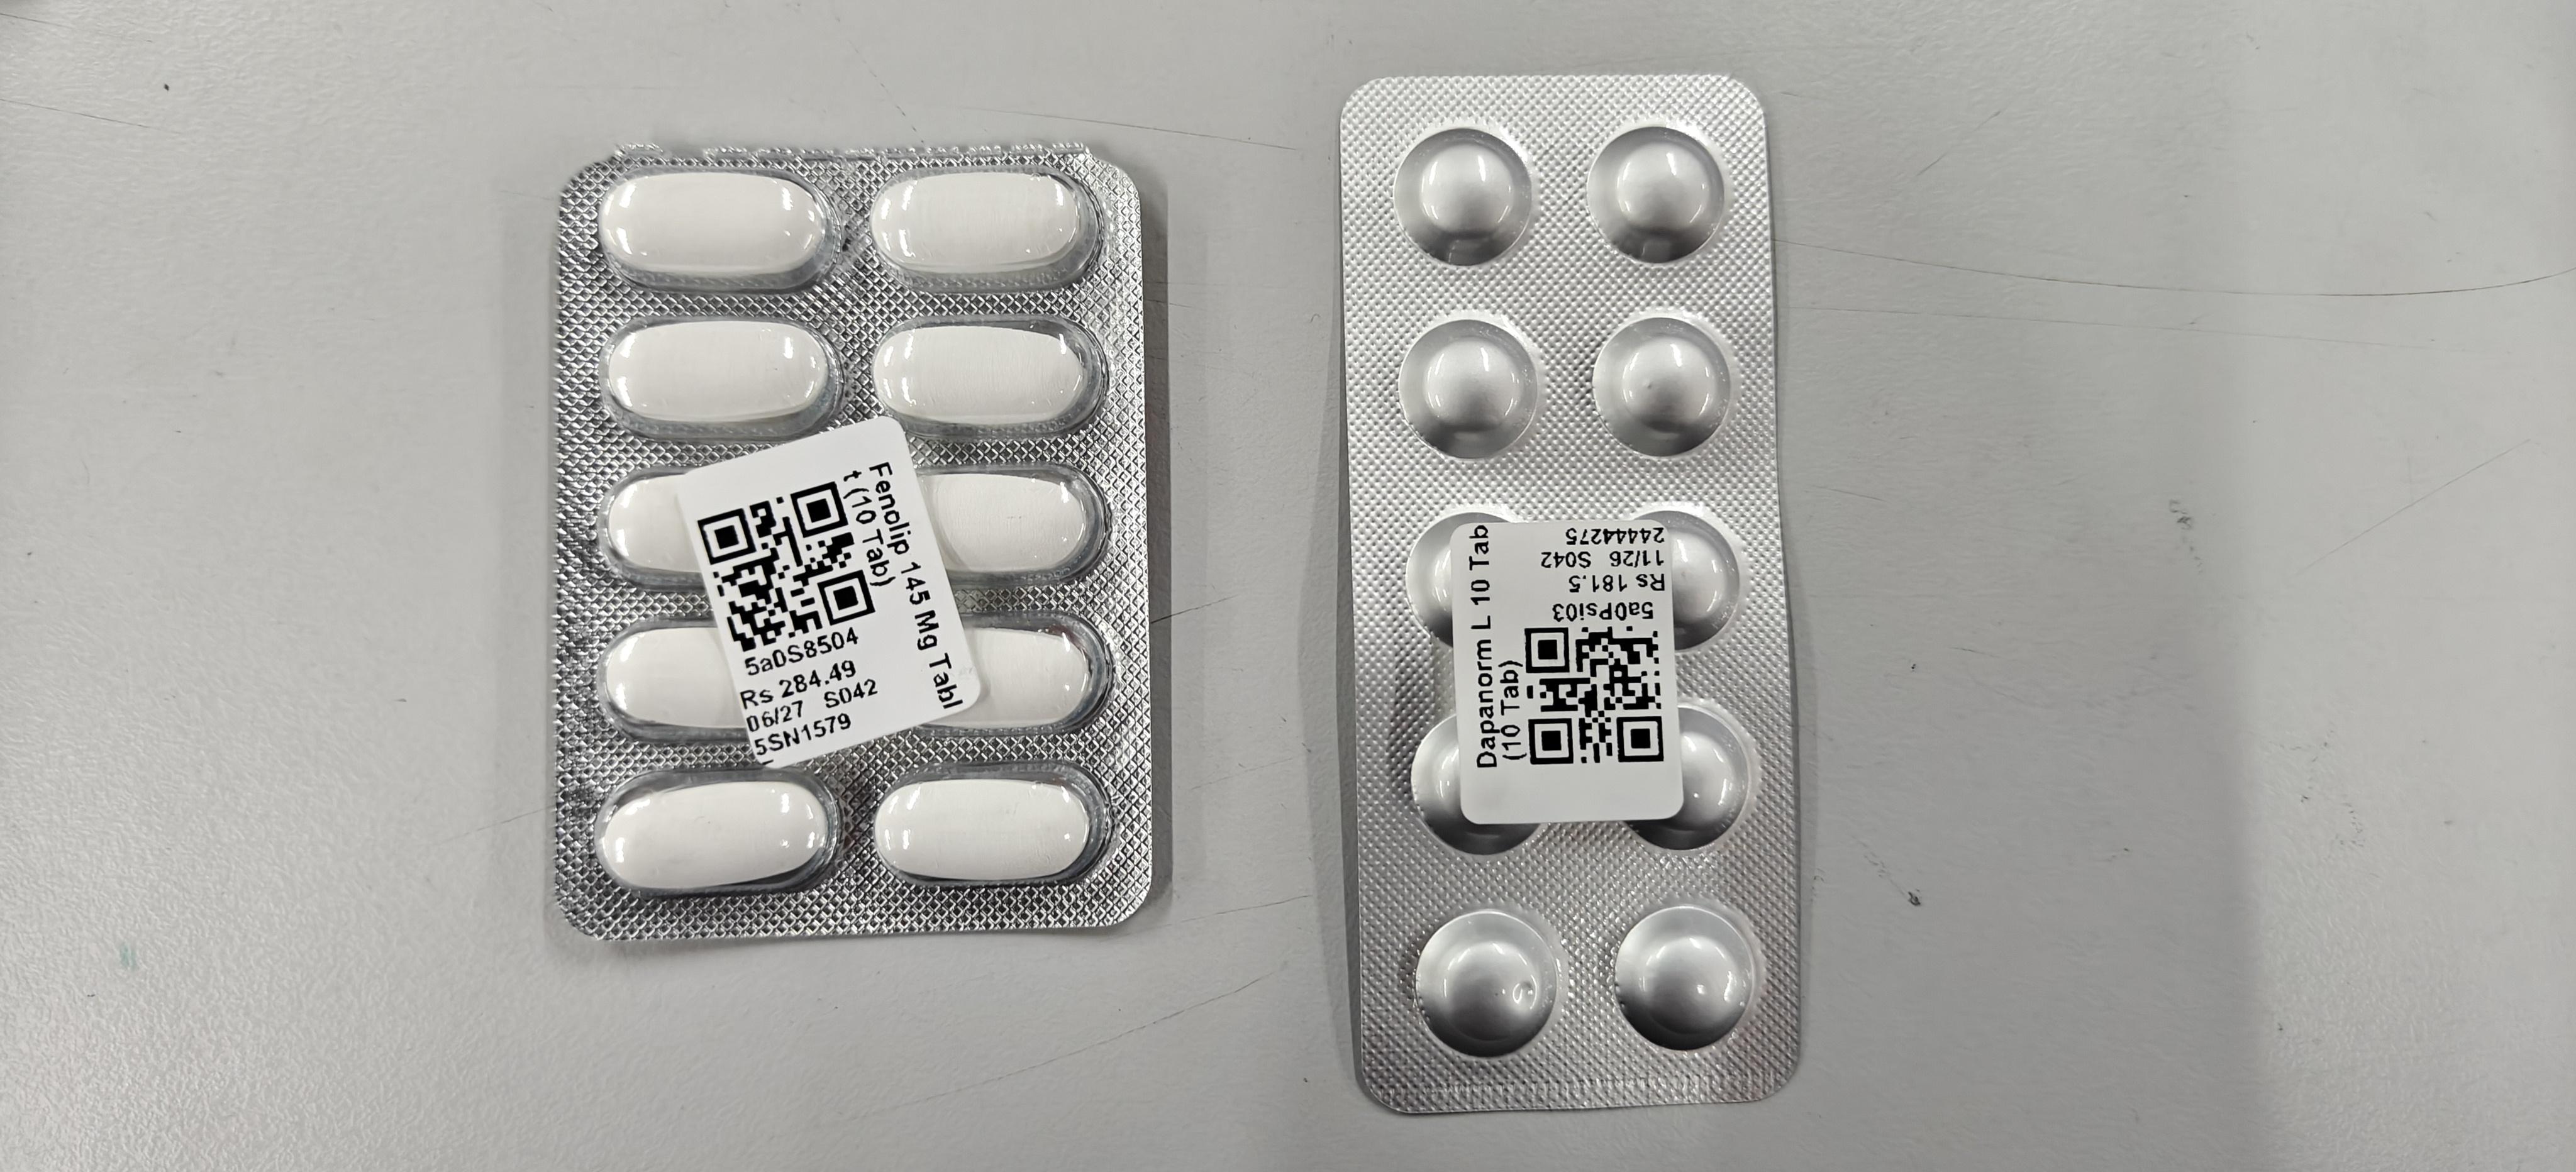 Fenolip 145 Mg Tabl
t (10 Tab)
5a0S8504
Rs 284.49
06/27 S042
5SN1579
Dapanorm L 10 Tab
(10 Tab)
5a0Psi03
Rs 181.5
11/26 S042
24444275